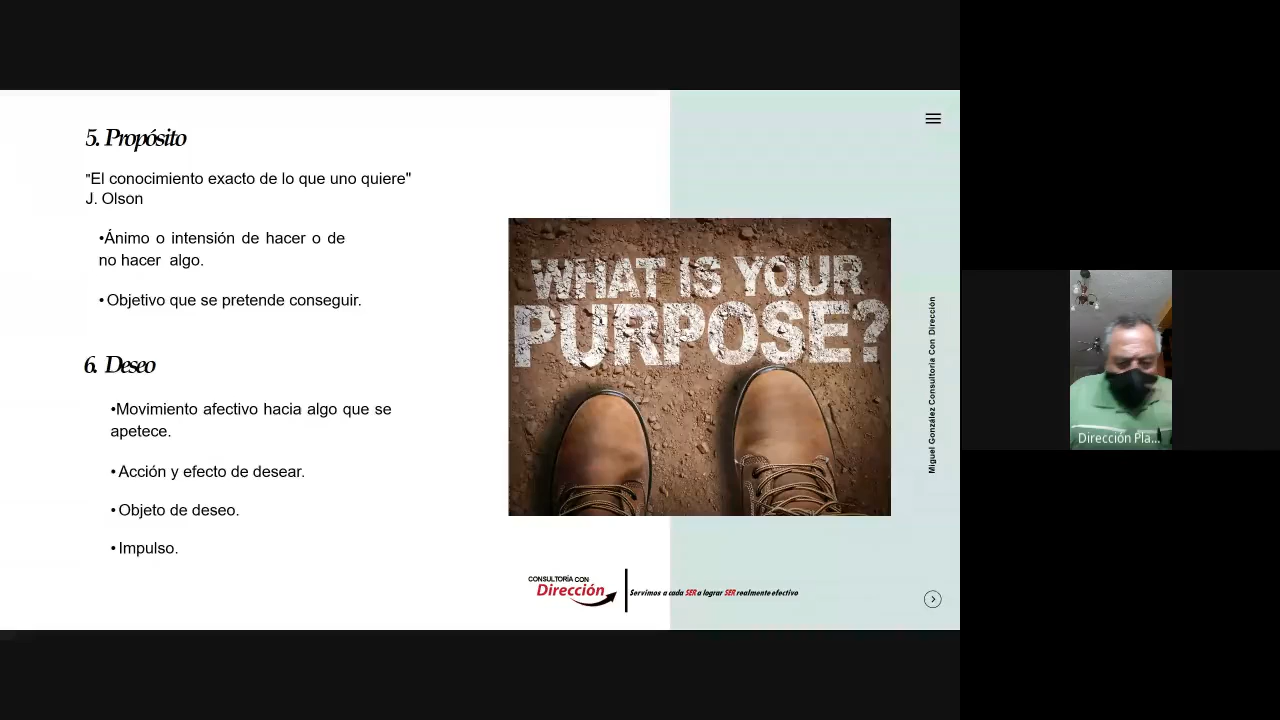 5. Propósito
"El conocimiento exacto de lo que uno quiere"
J. Olson
•Ánimo o intensión de hacer o de
no hacer algo.
• Objetivo que se pretende conseguir.
6. Deseo
•Movimiento afectivo hacia algo que se
apetece.
• Acción y efecto de desear.
• Objeto de deseo.
• Impulso.
WHAT IS YOUR
PURPOSE?
Miguel González Consultoría Con Dirección
CONSULTORÍA CON
Dirección
Servimos a cada SER a lograr SER realmente efectivo
Dirección Pla...